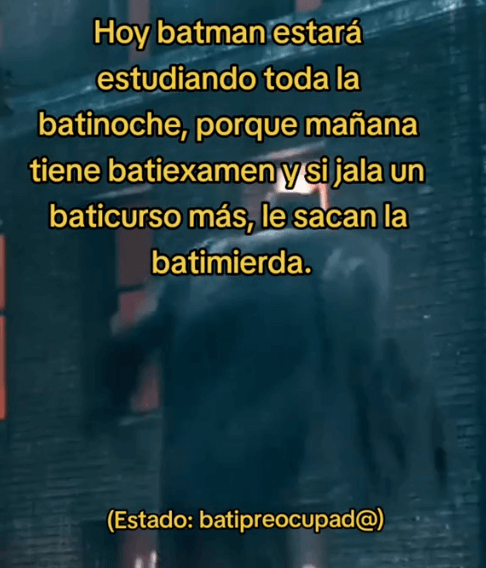 Hoy batman estará
estudiando toda la
batinoche, porque mañana
tiene batiexamen y si jala un
baticurso más, le sacan la
batimierda.
(Estado: batipreocupad@)